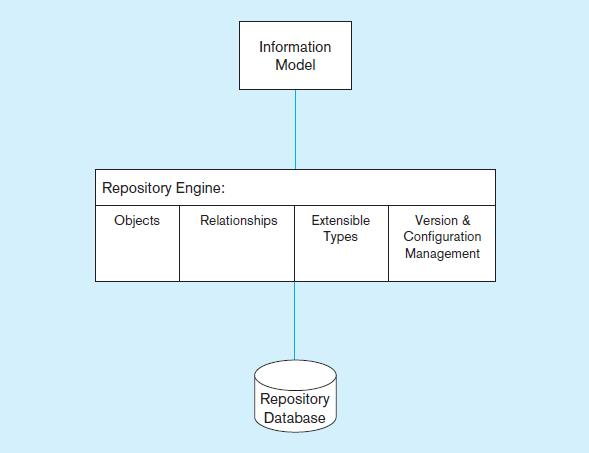 Information
Model
Repository Engine:
Objects
Relationships
Extensible
Types
Version &
Configuration
Management
Repository
Database